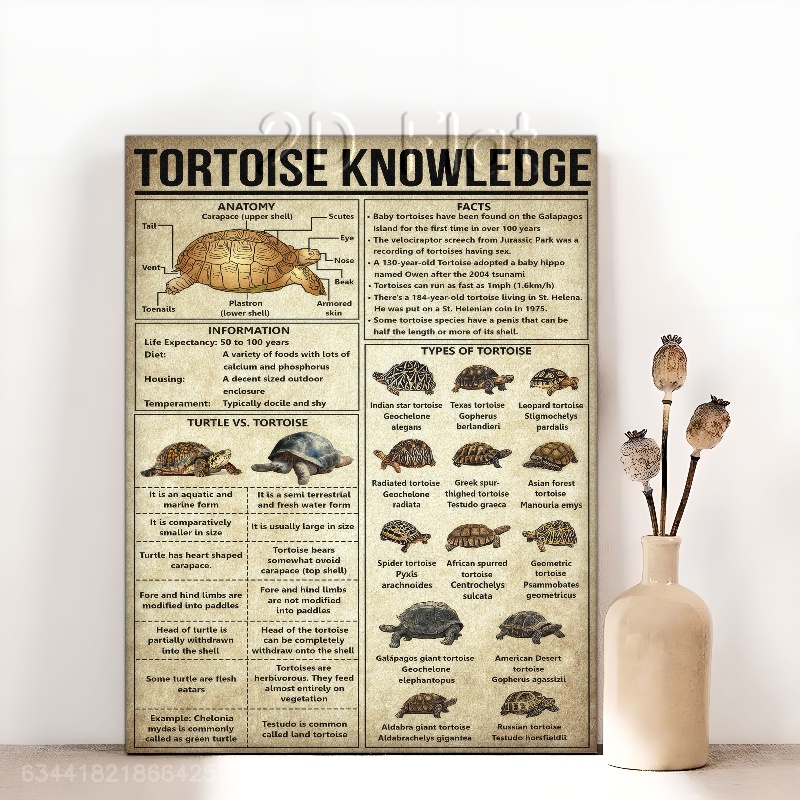 2D Flat
TORTOISE KNOWLEDGE
ANATOMY
Carapace (upper shell)
Scutes
Tail
Eye
Nose
Vent
Beak
Toenails
Plastron
(lower shell)
Armored
skin
INFORMATION
Life Expectancy: 50 to 100 years
Diet: A variety of foods with lots of
calcium and phosphorus
Housing: A decent sized outdoor
enclosure
Temperament: Typically docile and shy
TURTLE VS. TORTOISE
It is an aquatic and
marine form
It is a semi terrestrial
and fresh water form
It is comparatively
smaller in size
It is usually large in size
Turtle has heart shaped
carapace.
Tortoise bears
somewhat ovoid
carapace (top shell)
Fore and hind limbs are
modified into paddles
Fore and hind limbs
are not modified
into paddles
Head of turtle is
partially withdrawn
into the shell
Head of the tortoise
can be completely
withdraw onto the shell
Some turtle are flesh
eatars
Tortoises are
herbivorous. They feed
almost entirely on
vegetation
Example: Chelonia
mydas is commonly
called as green turtle
Testudo is common
called land tortoise
FACTS
• Baby tortoises have been found on the Galapagos
island for the first time in over 100 years
• The velociraptor screech from Jurassic Park was a
recording of tortoises having sex.
• A 130-year-old Tortoise adopted a baby hippo
named Owen after the 2004 tsunami
• Tortoises can run as fast as 1mph (1.6km/h)
• There's a 184-year-old tortoise living in St. Helena.
He was put on a St. Helenian coin in 1975.
• Some tortoise species have a penis that can be
half the length or more of its shell.
TYPES OF TORTOISE
Indian star tortoise
Geochelone
alegans
Texas tortoise
Gopherus
berlandieri
Leopard tortoise
Stigmochelys
pardalis
Radiated tortoise
Geochelone
radiata
Greek spur-
thighed tortoise
Testudo graeca
Asian forest
tortoise
Manouria emys
Spider tortoise
Pyxis
arachnoides
African spurred
tortoise
Centrochelys
sulcata
Geometric
tortoise
Psammobates
geometricus
Galápagos giant tortoise
Geochelone
elephantopus
American Desert
tortoise
Gopherus agassizii
Aldabra giant tortoise
Aldabrachelys gigantea
Russian tortoise
Testudo horsfieldii